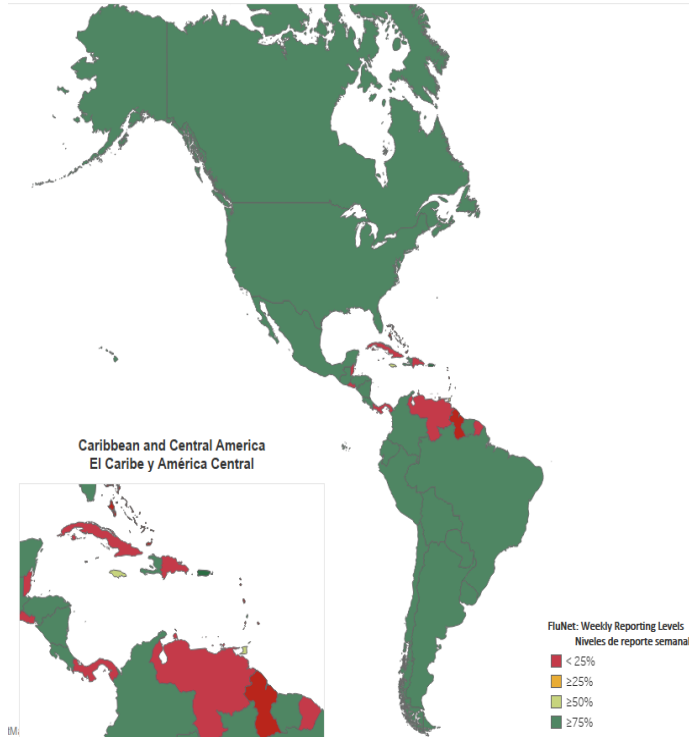 Caribbean and Central America
El Caribe y América Central
FluNet: Weekly Reporting Levels
Niveles de reporte semanal
< 25%
≥25%
≥50%
≥75%